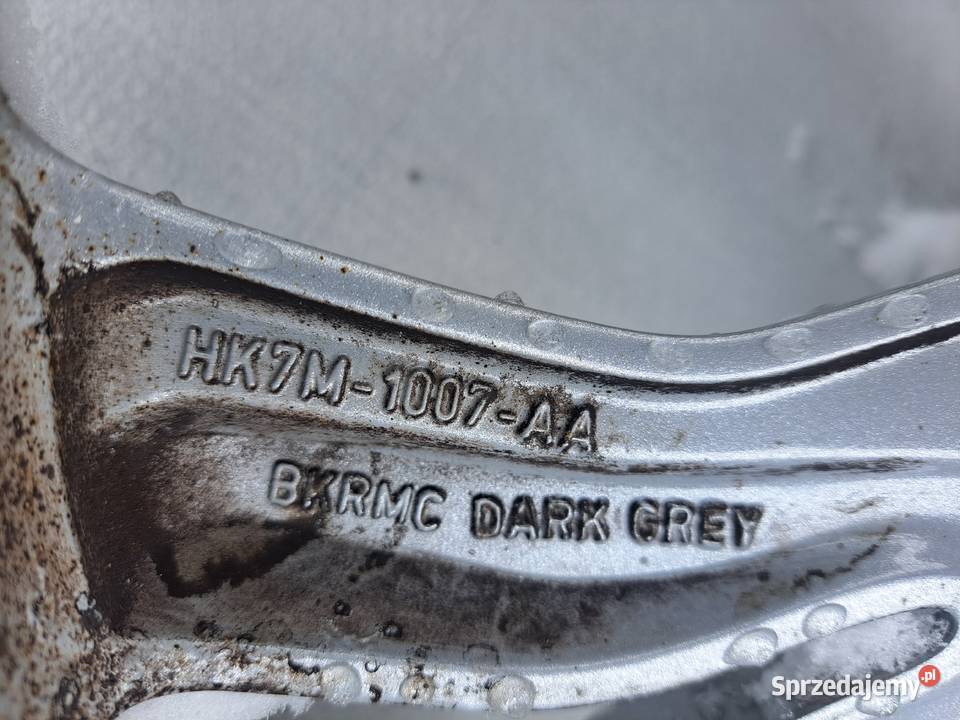 HK7M-1007-AA
BKRMC DARK GREY
Sprzedajemy.pl